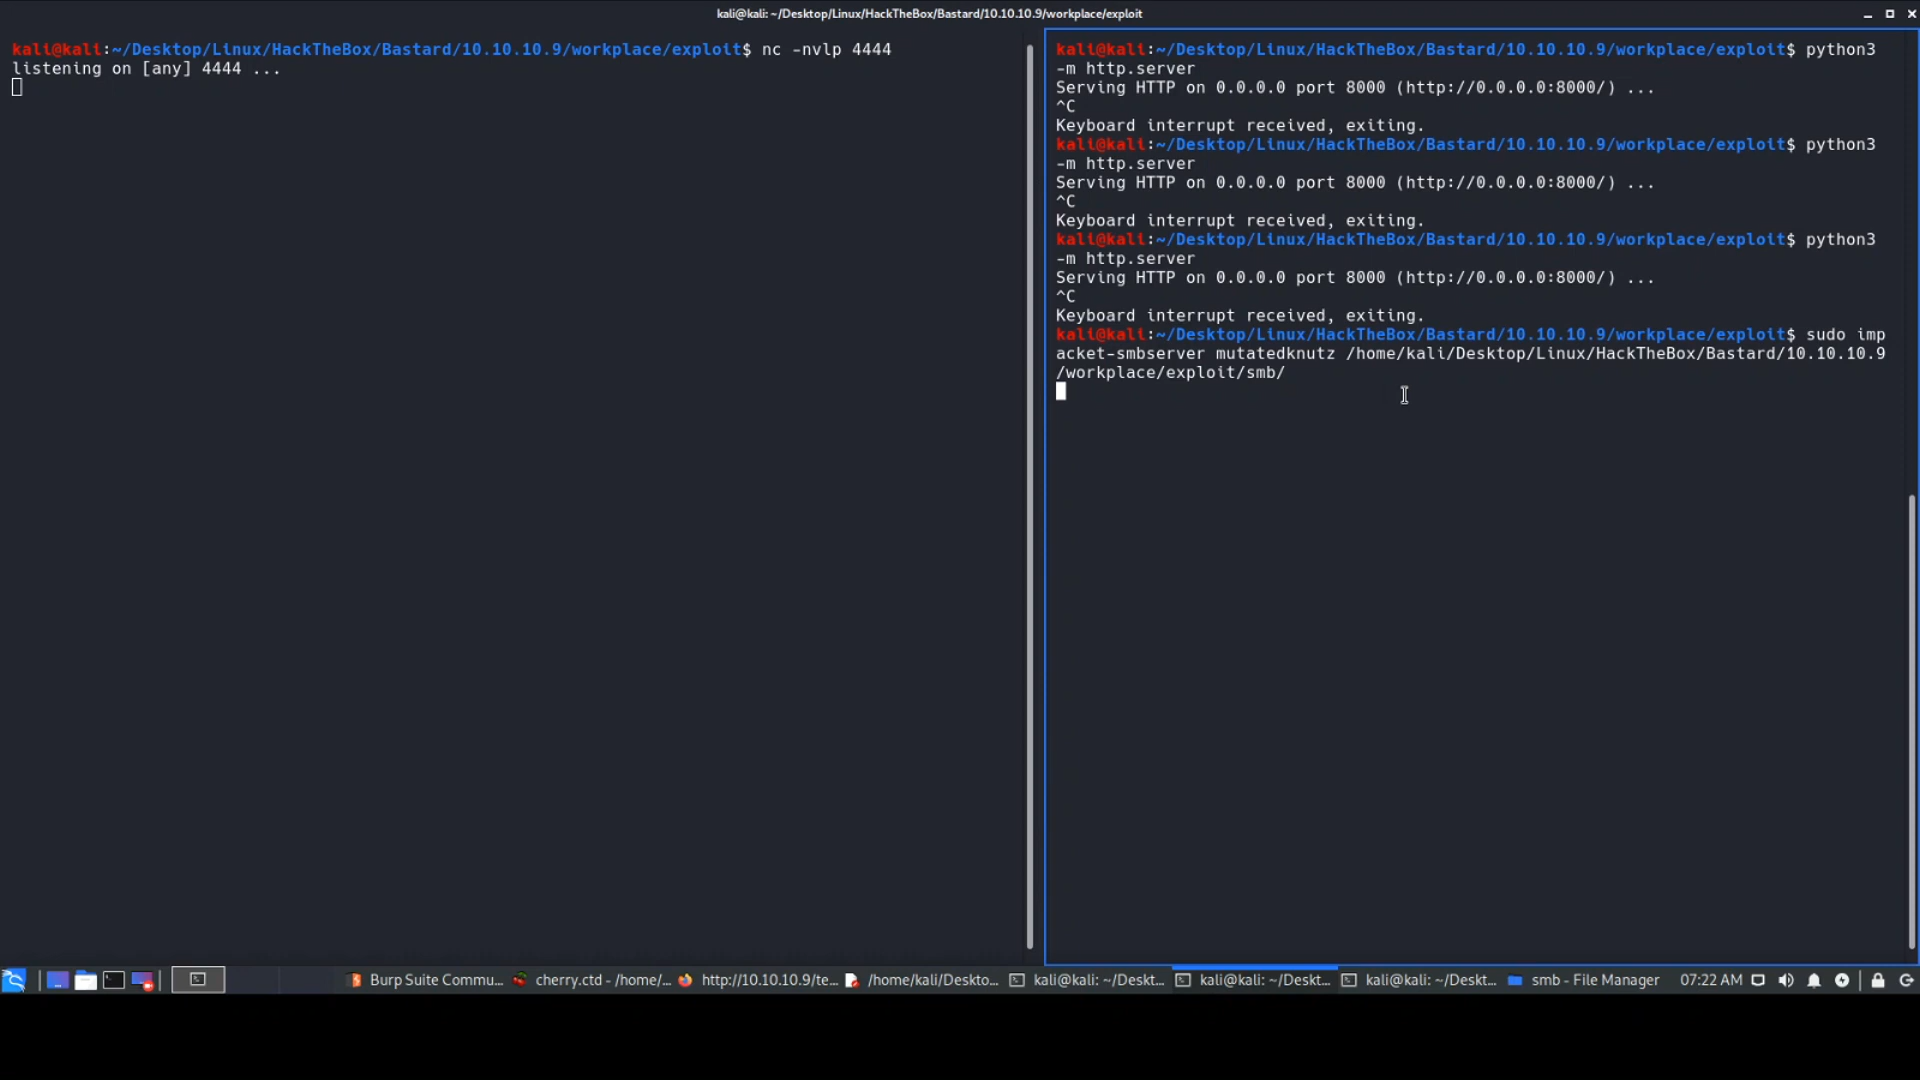 kali@kali: ~/Desktop/Linux/HackTheBox/Bastard/10.10.10.9/workplace/exploit
kali@kali:~/Desktop/Linux/HackTheBox/Bastard/10.10.10.9/workplace/exploit$ nc -nvlp 4444
listening on [any] 4444 ...
kali@kali:~/Desktop/Linux/HackTheBox/Bastard/10.10.10.9/workplace/exploit$ python3
-m http.server
Serving HTTP on 0.0.0.0 port 8000 (http://0.0.0.0:8000/) ...
^C
Keyboard interrupt received, exiting.
kali@kali:~/Desktop/Linux/HackTheBox/Bastard/10.10.10.9/workplace/exploit$ python3
-m http.server
Serving HTTP on 0.0.0.0 port 8000 (http://0.0.0.0:8000/) ...
^C
Keyboard interrupt received, exiting.
kali@kali:~/Desktop/Linux/HackTheBox/Bastard/10.10.10.9/workplace/exploit$ python3
-m http.server
Serving HTTP on 0.0.0.0 port 8000 (http://0.0.0.0:8000/) ...
^C
Keyboard interrupt received, exiting.
kali@kali:~/Desktop/Linux/HackTheBox/Bastard/10.10.10.9/workplace/exploit$ sudo imp
acket-smbserver mutatedknutz /home/kali/Desktop/Linux/HackTheBox/Bastard/10.10.10.9
/workplace/exploit/smb/
Burp Suite Commu... cherry.ctd - /home/... http://10.10.10.9/te... /home/kali/Deskto... kali@kali: ~/Deskt... kali@kali: ~/Deskt... kali@kali: ~/Deskt... smb - File Manager 07:22 AM